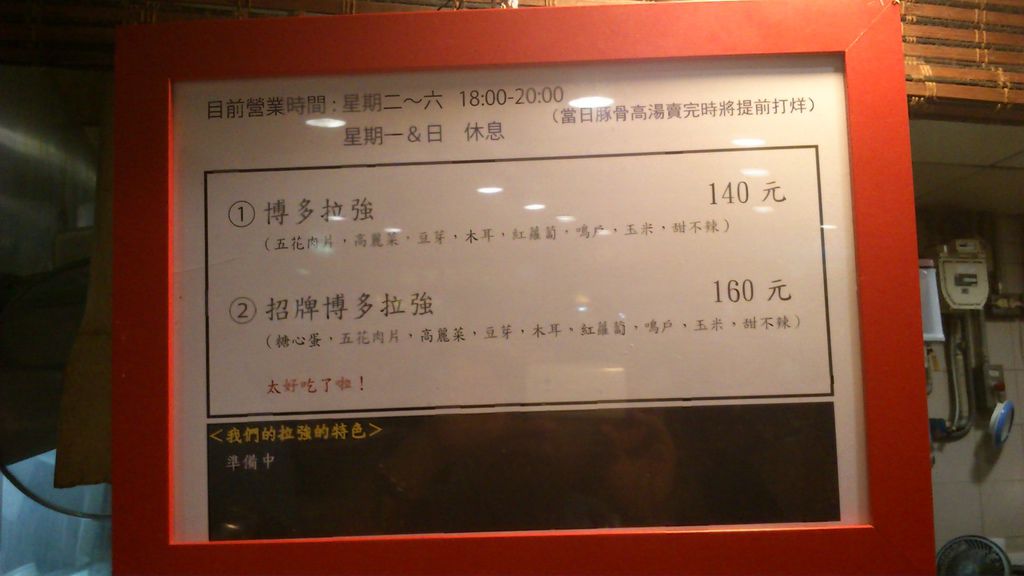 目前營業時間：星期二～六 18:00-20:00
（當日豚骨高湯賣完時將提前打烊）
星期一＆日 休息
① 博多拉強 140 元
（五花肉片，高麗菜，豆芽，木耳，紅蘿蔔，鳴戶，玉米，甜不辣）
② 招牌博多拉強 160 元
（糖心蛋，五花肉片，高麗菜，豆芽，木耳，紅蘿蔔，鳴戶，玉米，甜不辣）
太好吃了啦！
＜我們的拉強的特色＞
準備中